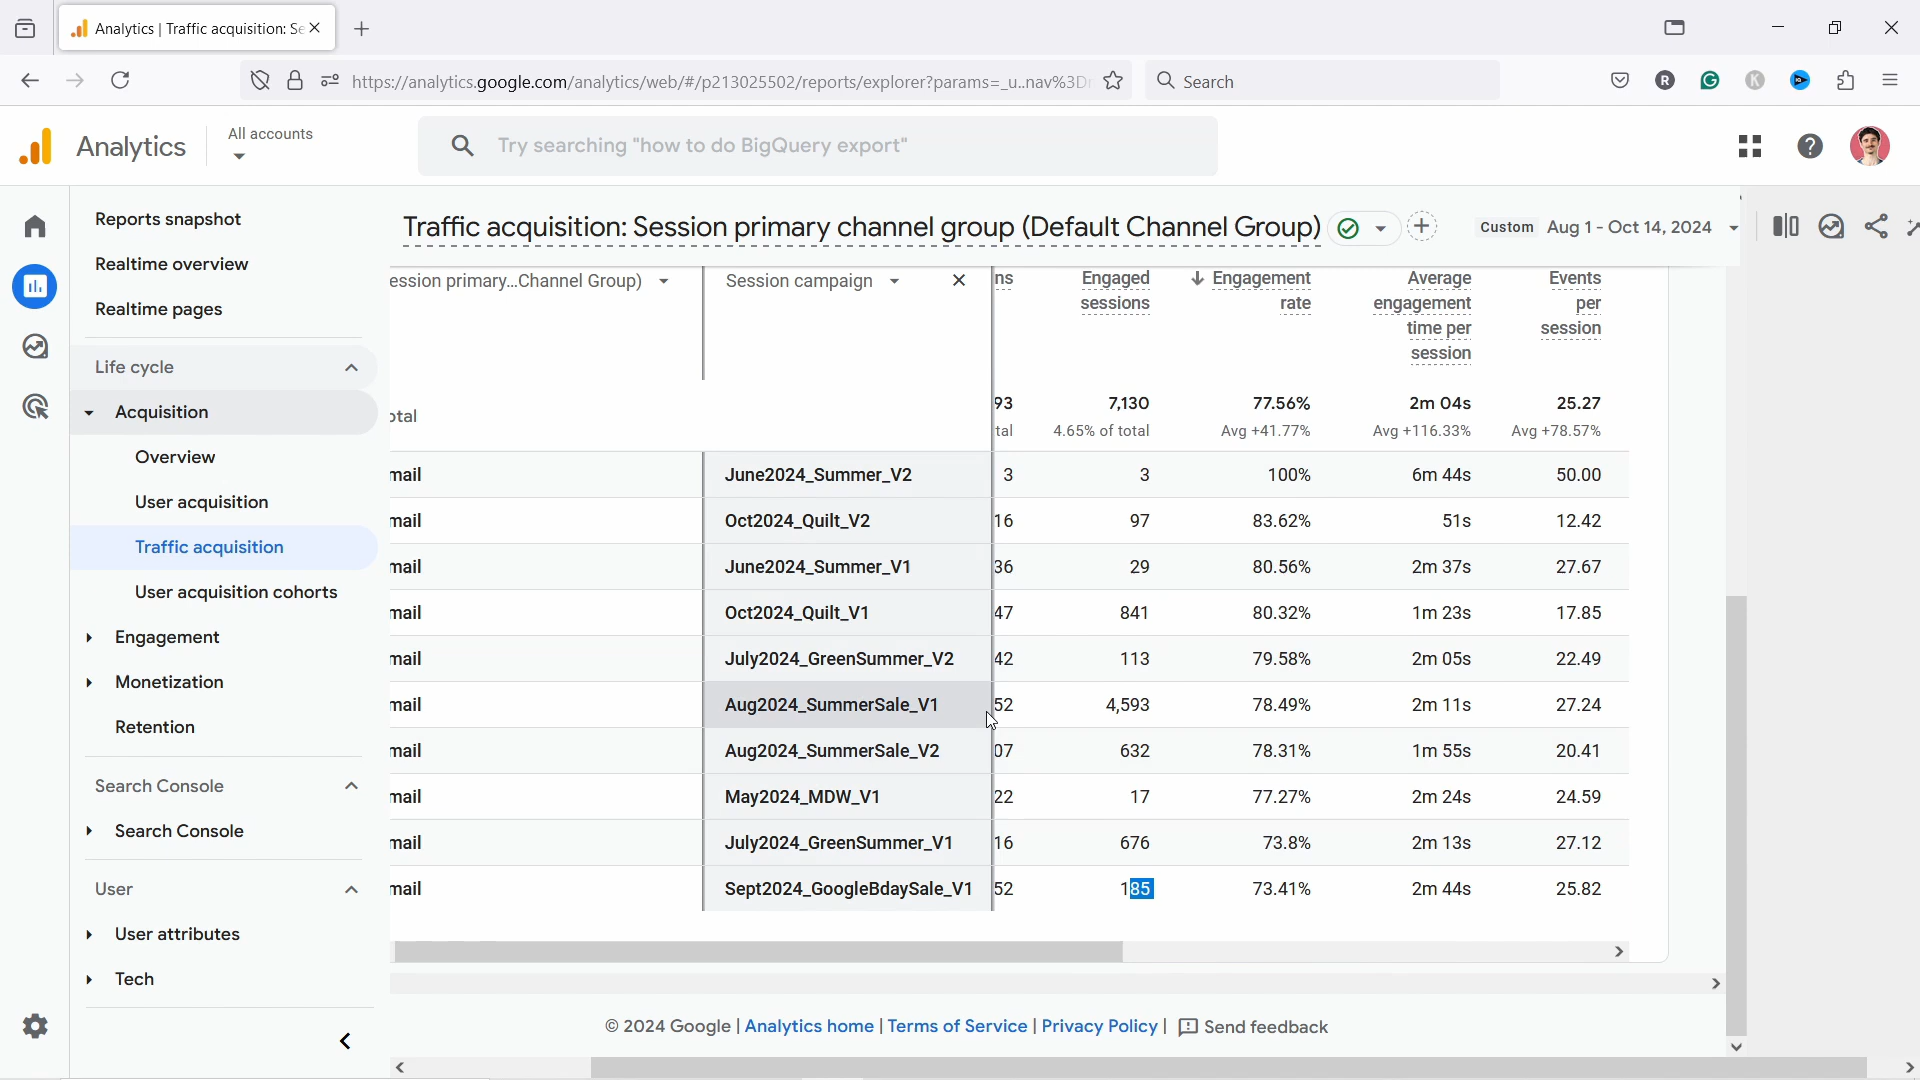 Analytics | Traffic acquisition: Se
https://analytics.google.com/analytics/web/#/p213025502/reports/explorer?params=_u..nav%3D
Search
Analytics
All accounts
Try searching "how to do BigQuery export"
Reports snapshot
Realtime overview
Realtime pages
Life cycle
Acquisition
Overview
User acquisition
Traffic acquisition
User acquisition cohorts
Engagement
Monetization
Retention
Search Console
Search Console
User
User attributes
Tech
Traffic acquisition: Session primary channel group (Default Channel Group)
Custom Aug 1 - Oct 14, 2024
ession primary...Channel Group)
Session campaign
ns
Engaged
sessions
Engagement
rate
Average
engagement
time per
session
Events
per
session
otal 93 7,130 77.56% 2m 04s 25.27
tal 4.65% of total Avg +41.77% Avg +116.33% Avg +78.57%
mail June2024_Summer_V2 3 3 100% 6m 44s 50.00
mail Oct2024_Quilt_V2 16 97 83.62% 51s 12.42
mail June2024_Summer_V1 36 29 80.56% 2m 37s 27.67
mail Oct2024_Quilt_V1 47 841 80.32% 1m 23s 17.85
mail July2024_GreenSummer_V2 42 113 79.58% 2m 05s 22.49
mail Aug2024_SummerSale_V1 52 4,593 78.49% 2m 11s 27.24
mail Aug2024_SummerSale_V2 07 632 78.31% 1m 55s 20.41
mail May2024_MDW_V1 22 17 77.27% 2m 24s 24.59
mail July2024_GreenSummer_V1 16 676 73.8% 2m 13s 27.12
mail Sept2024_GoogleBdaySale_V1 52 185 73.41% 2m 44s 25.82
© 2024 Google | Analytics home | Terms of Service | Privacy Policy | Send feedback